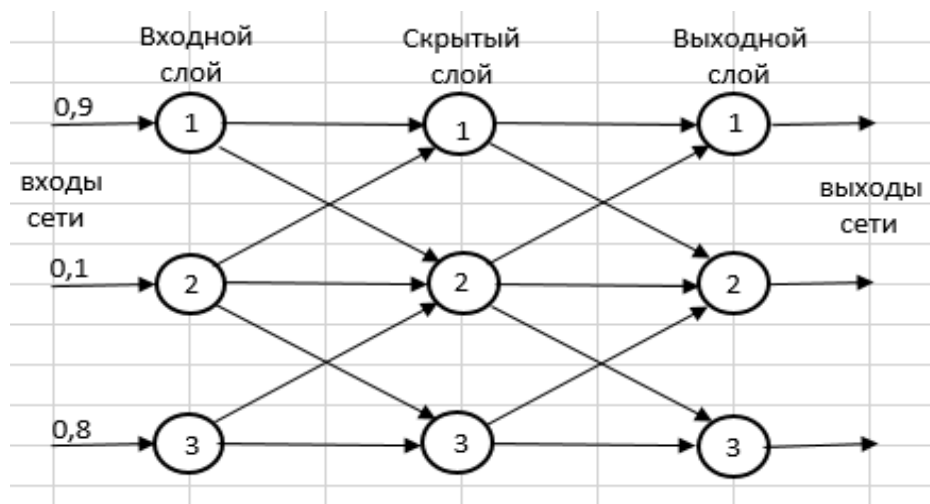 Входной
слой
Скрытый
слой
Выходной
слой
0,9
1
1
1
входы
сети
выходы
сети
0,1
2
2
2
0,8
3
3
3